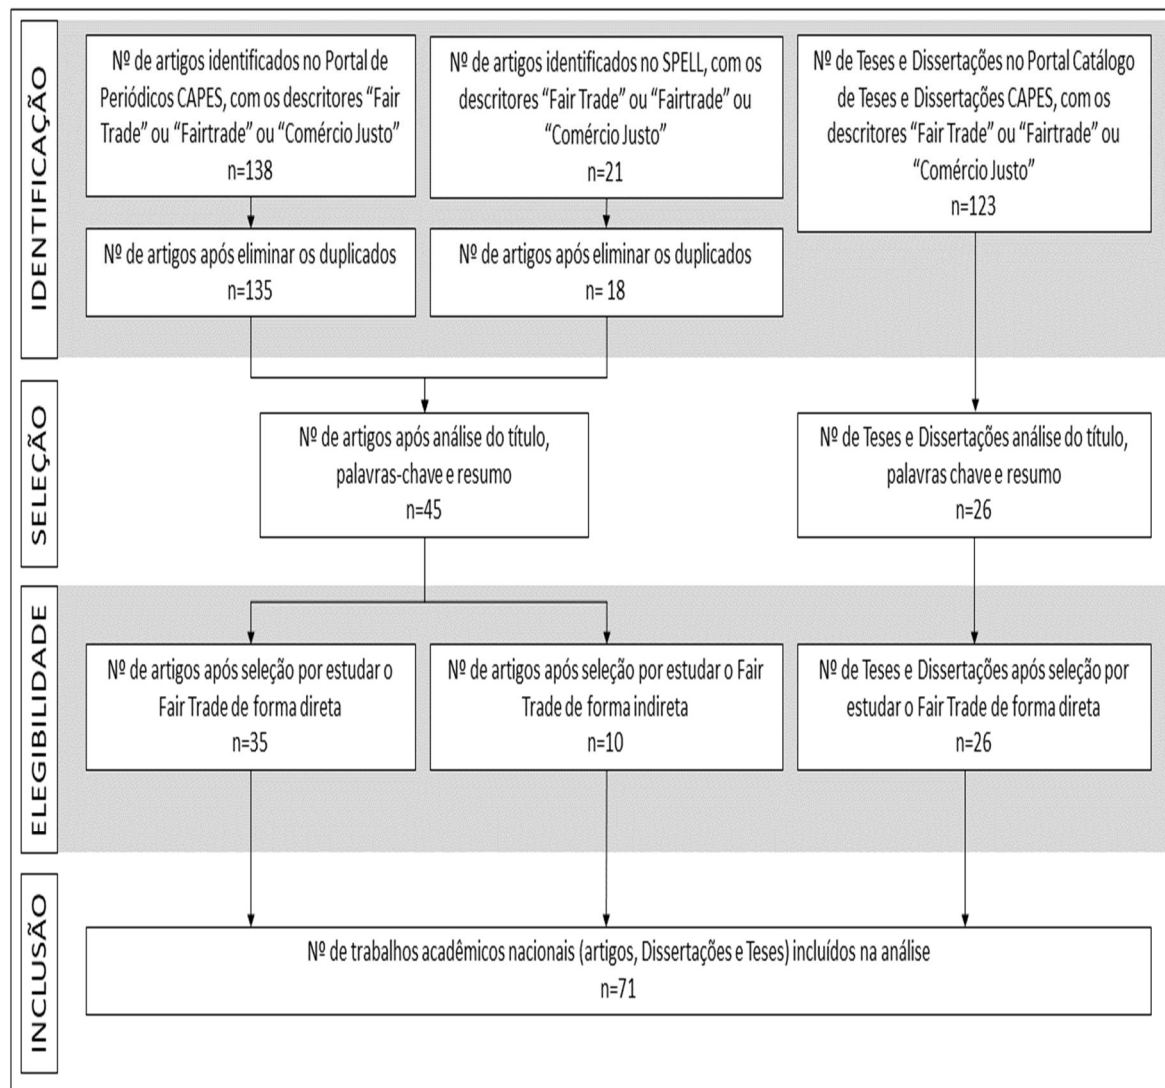 IDENTIFICAÇÃO
Nº de artigos identificados no Portal de
Periódicos CAPES, com os descritores “Fair
Trade” ou “Fairtrade” ou “Comércio Justo”
n=138
Nº de artigos identificados no SPELL, com os
descritores “Fair Trade” ou “Fairtrade” ou
“Comércio Justo”
n=21
Nº de Teses e Dissertações no Portal Catálogo
de Teses e Dissertações CAPES, com os
descritores “Fair Trade” ou “Fairtrade” ou
“Comércio Justo”
n=123
Nº de artigos após eliminar os duplicados
n=135
Nº de artigos após eliminar os duplicados
n= 18
SELEÇÃO
Nº de artigos após análise do título,
palavras-chave e resumo
n=45
Nº de Teses e Dissertações análise do título,
palavras chave e resumo
n=26
ELEGIBILIDADE
Nº de artigos após seleção por estudar o
Fair Trade de forma direta
n=35
Nº de artigos após seleção por estudar o Fair
Trade de forma indireta
n=10
Nº de Teses e Dissertações após seleção por
estudar o Fair Trade de forma direta
n=26
INCLUSÃO
Nº de trabalhos acadêmicos nacionais (artigos, Dissertações e Teses) incluídos na análise
n=71